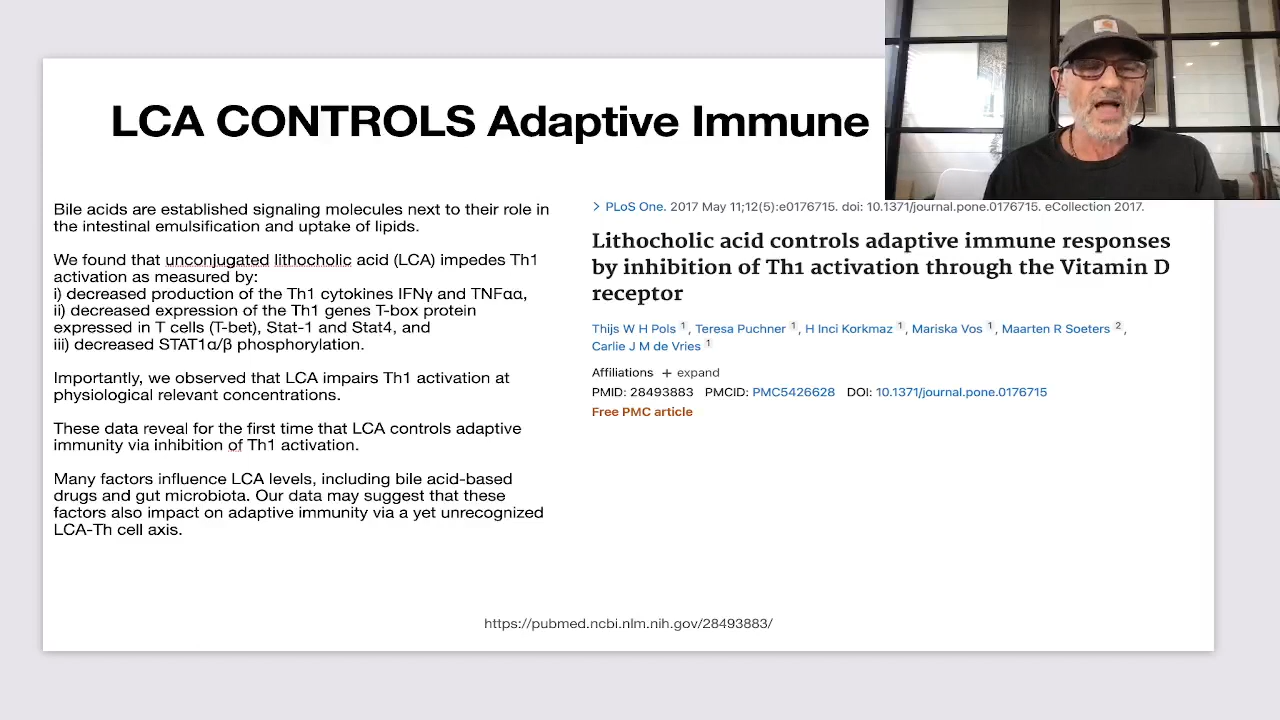 LCA CONTROLS Adaptive Immune
Bile acids are established signaling molecules next to their role in
the intestinal emulsification and uptake of lipids.
We found that unconjugated lithocholic acid (LCA) impedes Th1
activation as measured by:
i) decreased production of the Th1 cytokines IFNγ and TNFαα,
ii) decreased expression of the Th1 genes T-box protein
expressed in T cells (T-bet), Stat-1 and Stat4, and
iii) decreased STAT1α/β phosphorylation.
Importantly, we observed that LCA impairs Th1 activation at
physiological relevant concentrations.
These data reveal for the first time that LCA controls adaptive
immunity via inhibition of Th1 activation.
Many factors influence LCA levels, including bile acid-based
drugs and gut microbiota. Our data may suggest that these
factors also impact on adaptive immunity via a yet unrecognized
LCA-Th cell axis.
> PLoS One. 2017 May 11;12(5):e0176715. doi: 10.1371/journal.pone.0176715. eCollection 2017.
Lithocholic acid controls adaptive immune responses
by inhibition of Th1 activation through the Vitamin D
receptor
Thijs W H Pols 1, Teresa Puchner 1, H Inci Korkmaz 1, Mariska Vos 1, Maarten R Soeters 2,
Carlie J M de Vries 1
Affiliations + expand
PMID: 28493883 PMCID: PMC5426628 DOI: 10.1371/journal.pone.0176715
Free PMC article
https://pubmed.ncbi.nlm.nih.gov/28493883/